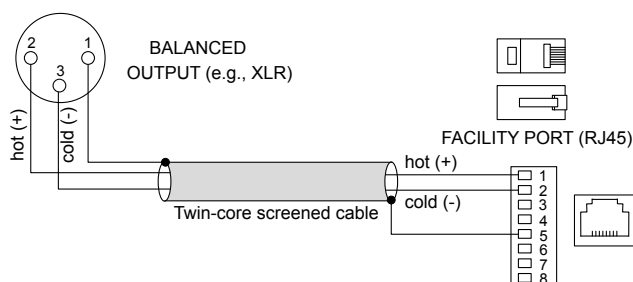 2
1
3
BALANCED
OUTPUT (e.g., XLR)
hot (+)
cold (-)
FACILITY PORT (RJ45)
hot (+)
cold (-)
Twin-core screened cable
1
2
3
4
5
6
7
8